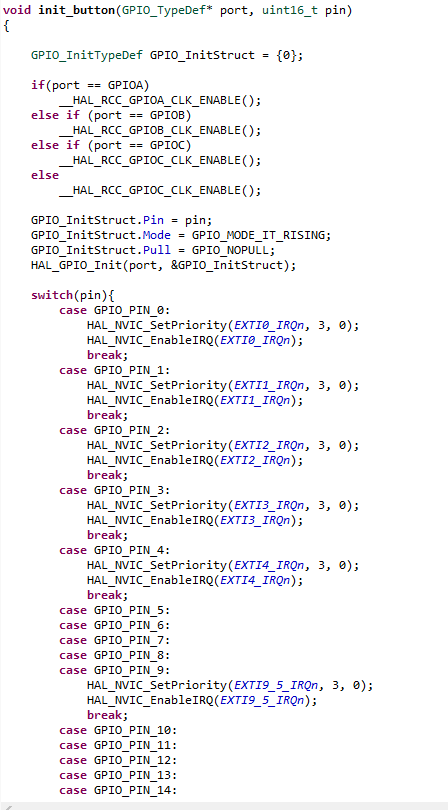 void init_button(GPIO_TypeDef* port, uint16_t pin)
{
GPIO_InitTypeDef GPIO_InitStruct = {0};
if(port == GPIOA)
__HAL_RCC_GPIOA_CLK_ENABLE();
else if (port == GPIOB)
__HAL_RCC_GPIOB_CLK_ENABLE();
else if (port == GPIOC)
__HAL_RCC_GPIOC_CLK_ENABLE();
else
__HAL_RCC_GPIOC_CLK_ENABLE();
GPIO_InitStruct.Pin = pin;
GPIO_InitStruct.Mode = GPIO_MODE_IT_RISING;
GPIO_InitStruct.Pull = GPIO_NOPULL;
HAL_GPIO_Init(port, &GPIO_InitStruct);
switch(pin){
case GPIO_PIN_0:
HAL_NVIC_SetPriority(EXTI0_IRQn, 3, 0);
HAL_NVIC_EnableIRQ(EXTI0_IRQn);
break;
case GPIO_PIN_1:
HAL_NVIC_SetPriority(EXTI1_IRQn, 3, 0);
HAL_NVIC_EnableIRQ(EXTI1_IRQn);
break;
case GPIO_PIN_2:
HAL_NVIC_SetPriority(EXTI2_IRQn, 3, 0);
HAL_NVIC_EnableIRQ(EXTI2_IRQn);
break;
case GPIO_PIN_3:
HAL_NVIC_SetPriority(EXTI3_IRQn, 3, 0);
HAL_NVIC_EnableIRQ(EXTI3_IRQn);
break;
case GPIO_PIN_4:
HAL_NVIC_SetPriority(EXTI4_IRQn, 3, 0);
HAL_NVIC_EnableIRQ(EXTI4_IRQn);
break;
case GPIO_PIN_5:
case GPIO_PIN_6:
case GPIO_PIN_7:
case GPIO_PIN_8:
case GPIO_PIN_9:
HAL_NVIC_SetPriority(EXTI9_5_IRQn, 3, 0);
HAL_NVIC_EnableIRQ(EXTI9_5_IRQn);
break;
case GPIO_PIN_10:
case GPIO_PIN_11:
case GPIO_PIN_12:
case GPIO_PIN_13:
case GPIO_PIN_14: